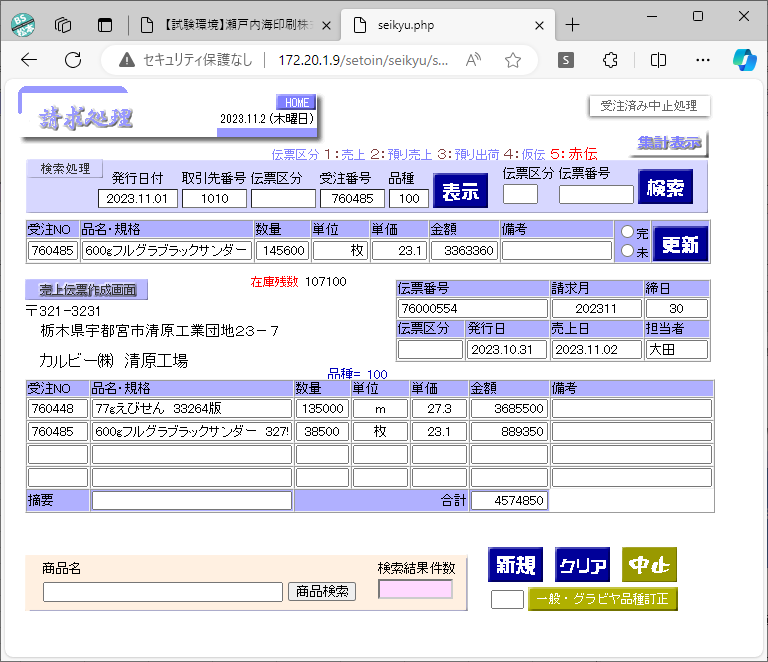 【試験環境】瀬戸内海印刷株
seikyu.php
セキュリティ保護なし 172.20.1.9/setoin/seikyu/s...
請求処理
HOME
2023.11.2 (木曜日)
受注済み中止処理
集計表示
伝票区分 1:売上 2:預り売上 3:預り出荷 4:仮伝 5:赤伝
検索処理
発行日付 取引先番号 伝票区分 受注番号 品種 伝票区分 伝票番号
2023.11.01 1010 760485 100 表示 検索
受注NO 品名・規格 数量 単位 単価 金額 備考
760485 600gフルグラブラックサンダー 145600 枚 23.1 3363360
完
未
更新
売上伝票作成画面
在庫残数 107100
〒321-3231
栃木県宇都宮市清原工業団地23-7
カルビー㈱ 清原工場
伝票番号 請求月 締日
76000554 202311 30
伝票区分 発行日 売上日 担当者
2023.10.31 2023.11.02 大田
品種= 100
受注NO 品名・規格 数量 単位 単価 金額 備考
760448 77gえびせん 33264版 135000 m 27.3 3685500
760485 600gフルグラブラックサンダー 327 38500 枚 23.1 889350
摘要 合計 4574850
商品名 検索結果件数
商品検索
新規 クリア 中止
一般・グラビヤ品種訂正